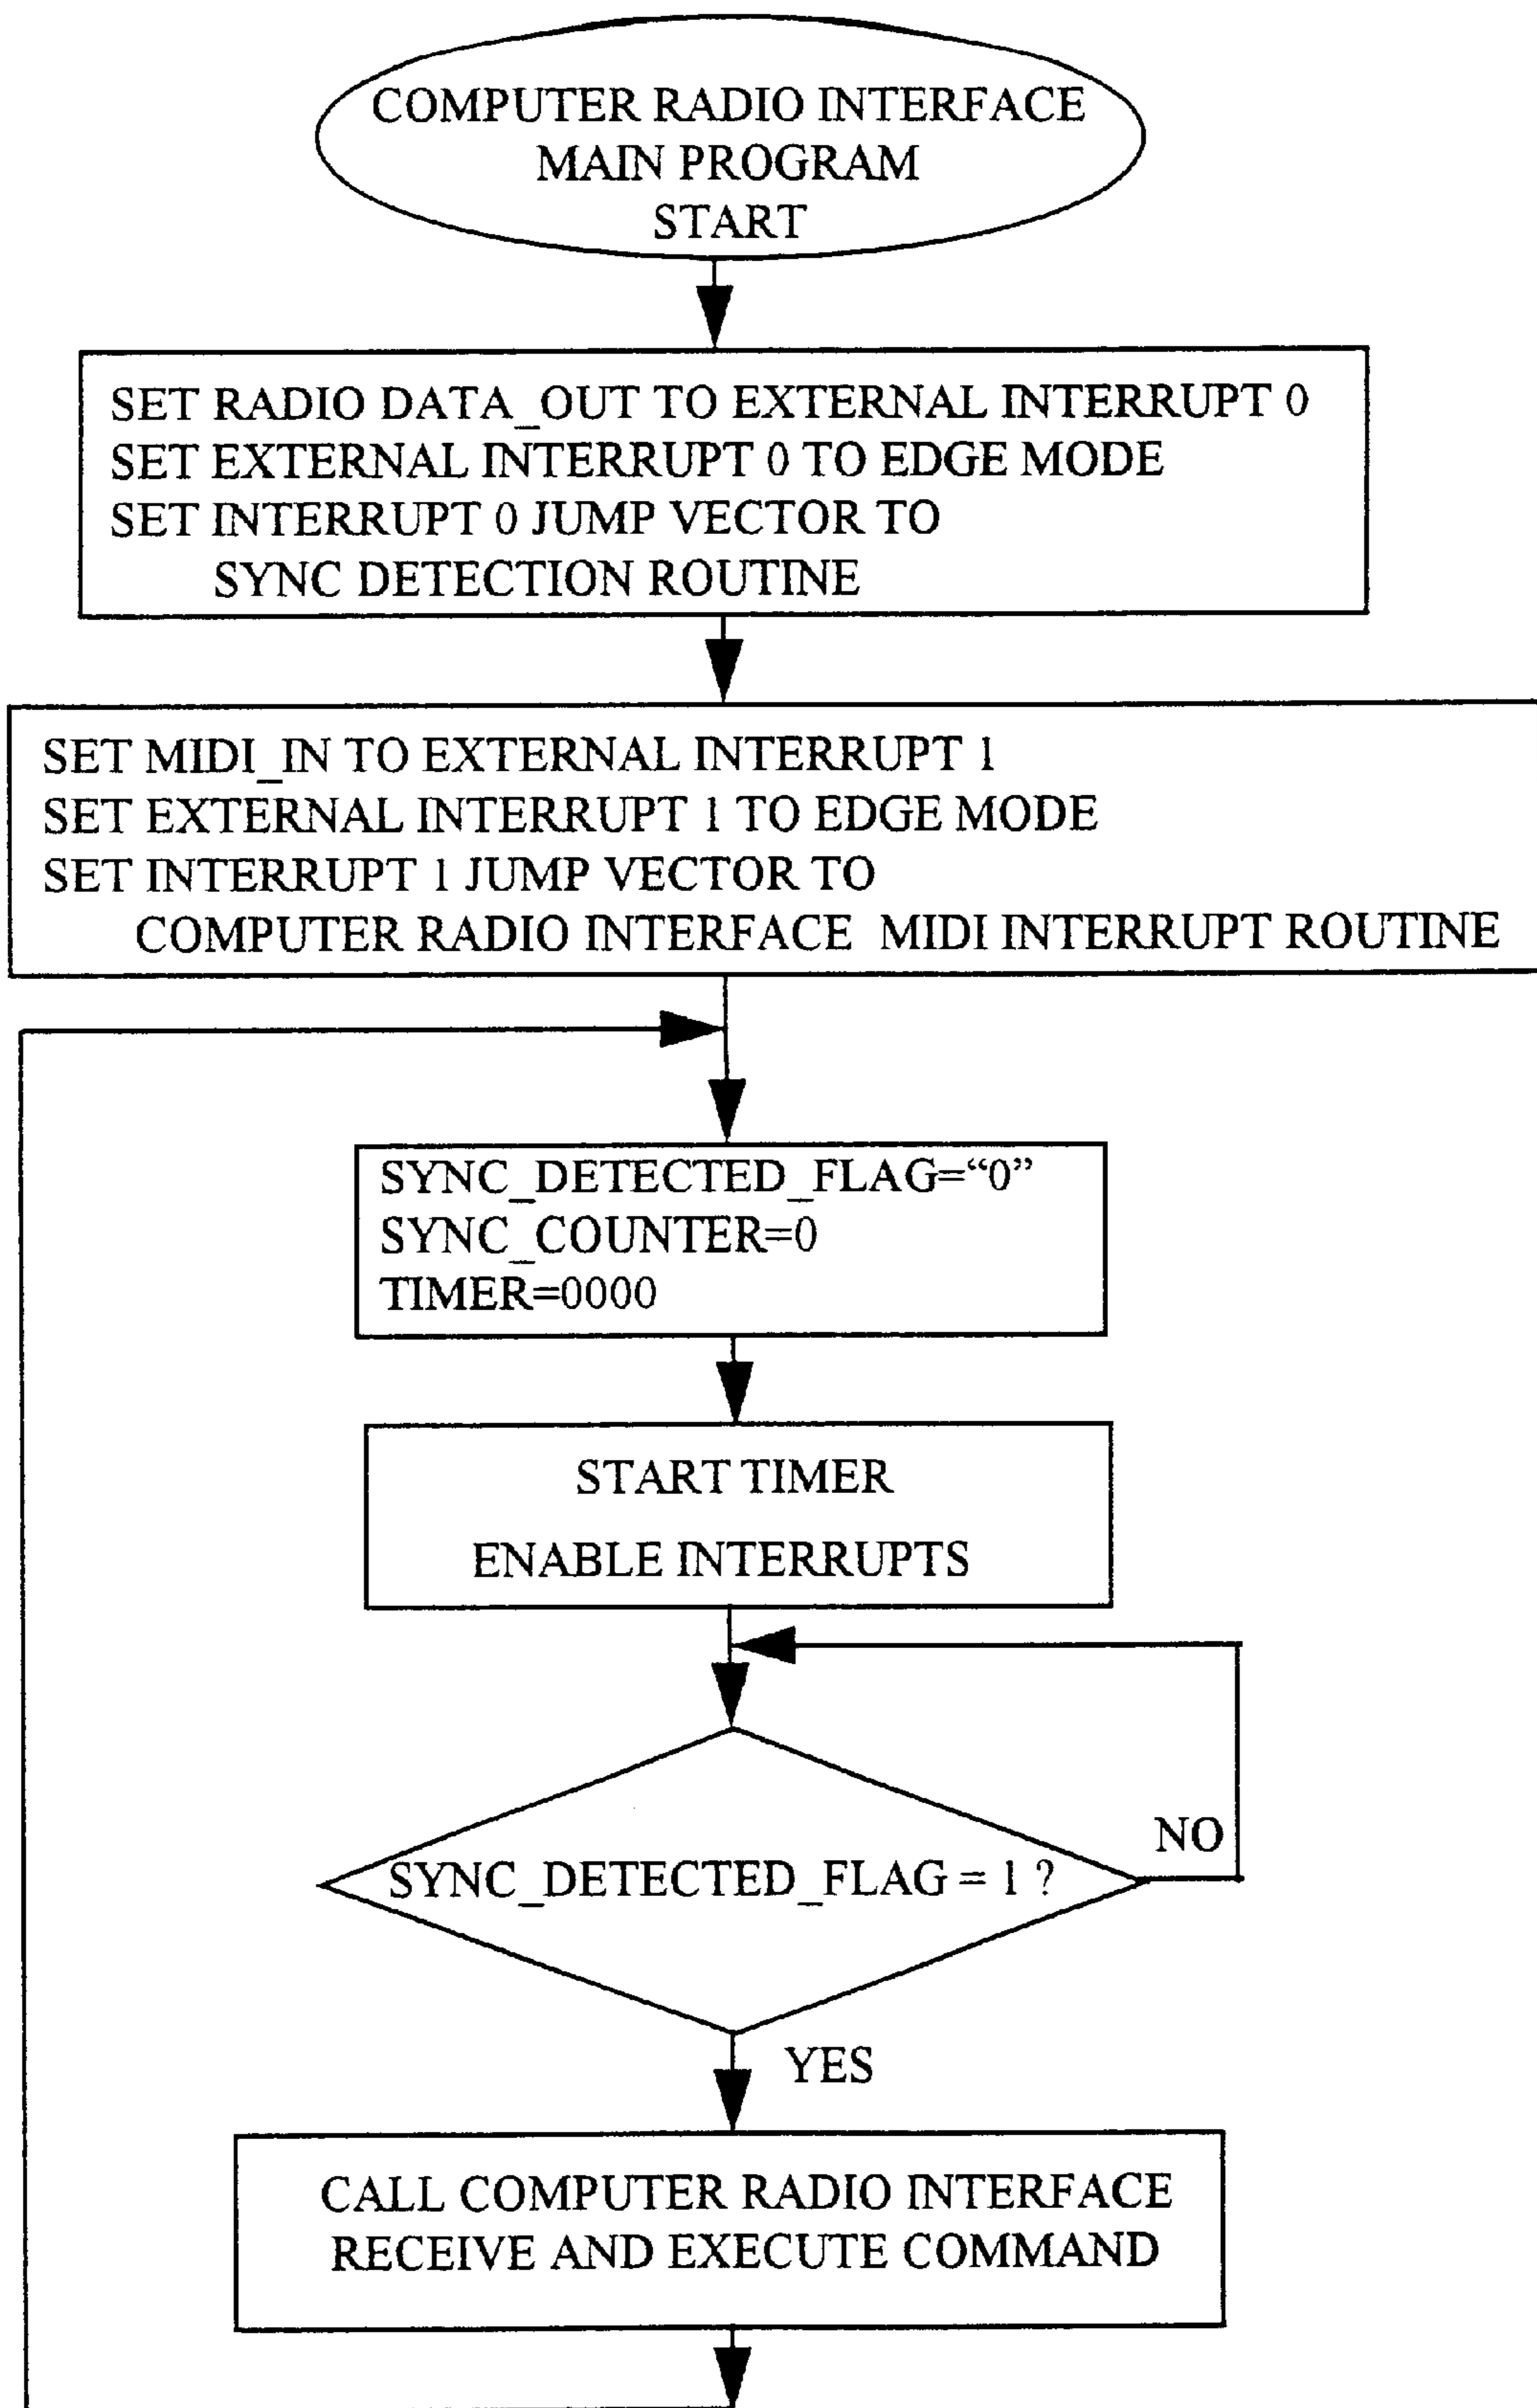 COMPUTER RADIO INTERFACE
MAIN PROGRAM
START
SET RADIO DATA_OUT TO EXTERNAL INTERRUPT 0
SET EXTERNAL INTERRUPT 0 TO EDGE MODE
SET INTERRUPT 0 JUMP VECTOR TO
SYNC DETECTION ROUTINE
SET MIDI_IN TO EXTERNAL INTERRUPT 1
SET EXTERNAL INTERRUPT 1 TO EDGE MODE
SET INTERRUPT 1 JUMP VECTOR TO
COMPUTER RADIO INTERFACE MIDI INTERRUPT ROUTINE
SYNC_DETECTED_FLAG=“0”
SYNC_COUNTER=0
TIMER=0000
START TIMER
ENABLE INTERRUPTS
NO
SYNC_DETECTED_FLAG = 1 ?
YES
CALL COMPUTER RADIO INTERFACE
RECEIVE AND EXECUTE COMMAND